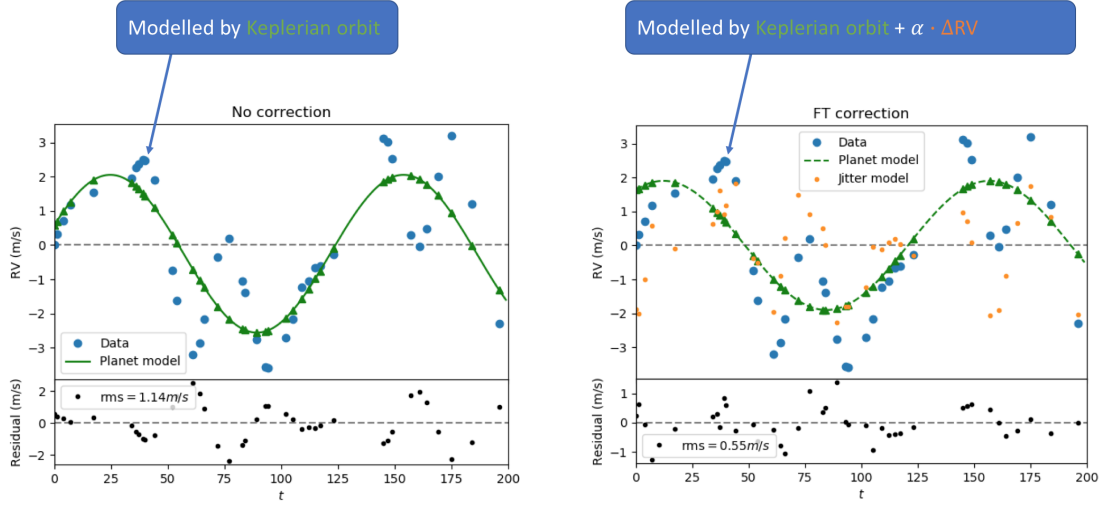 Modelled by Keplerian orbit
No correction
3
2
1
0
-1
-2
-3
RV (m/s)
Data
Planet model
2
0
-2
Residual (m/s)
rms = 1.14m/s
0 25 50 75 100 125 150 175 200
t
Modelled by Keplerian orbit + α · ΔRV
FT correction
3
2
1
0
-1
-2
-3
RV (m/s)
Data
Planet model
Jitter model
1
0
-1
Residual (m/s)
rms = 0.55m/s
0 25 50 75 100 125 150 175 200
t